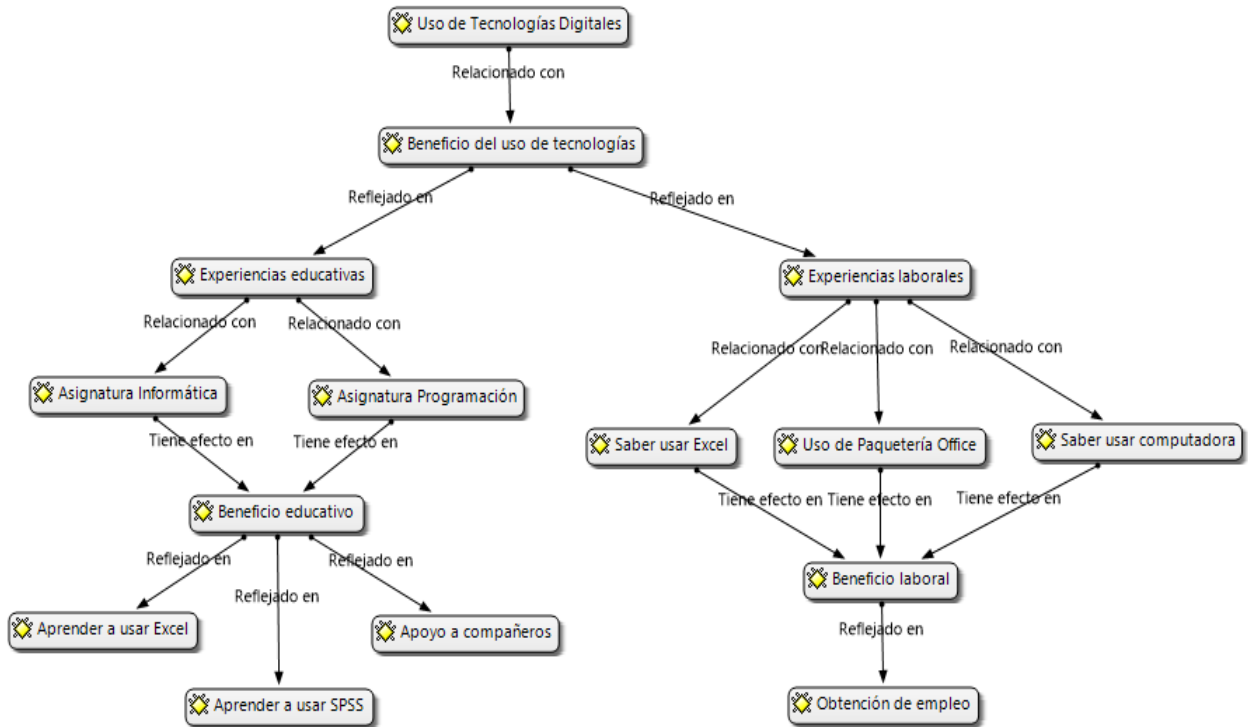 Uso de Tecnologías Digitales
Relacionado con
Beneficio del uso de tecnologías
Reflejado en
Reflejado en
Experiencias educativas
Experiencias laborales
Relacionado con
Relacionado con
Relacionado con
Relacionado con
Relacionado con
Asignatura Informática
Asignatura Programación
Saber usar Excel
Uso de Paquetería Office
Saber usar computadora
Tiene efecto en
Tiene efecto en
Tiene efecto en
Tiene efecto en
Tiene efecto en
Beneficio educativo
Beneficio laboral
Reflejado en
Reflejado en
Reflejado en
Reflejado en
Aprender a usar Excel
Apoyo a compañeros
Aprender a usar SPSS
Obtención de empleo